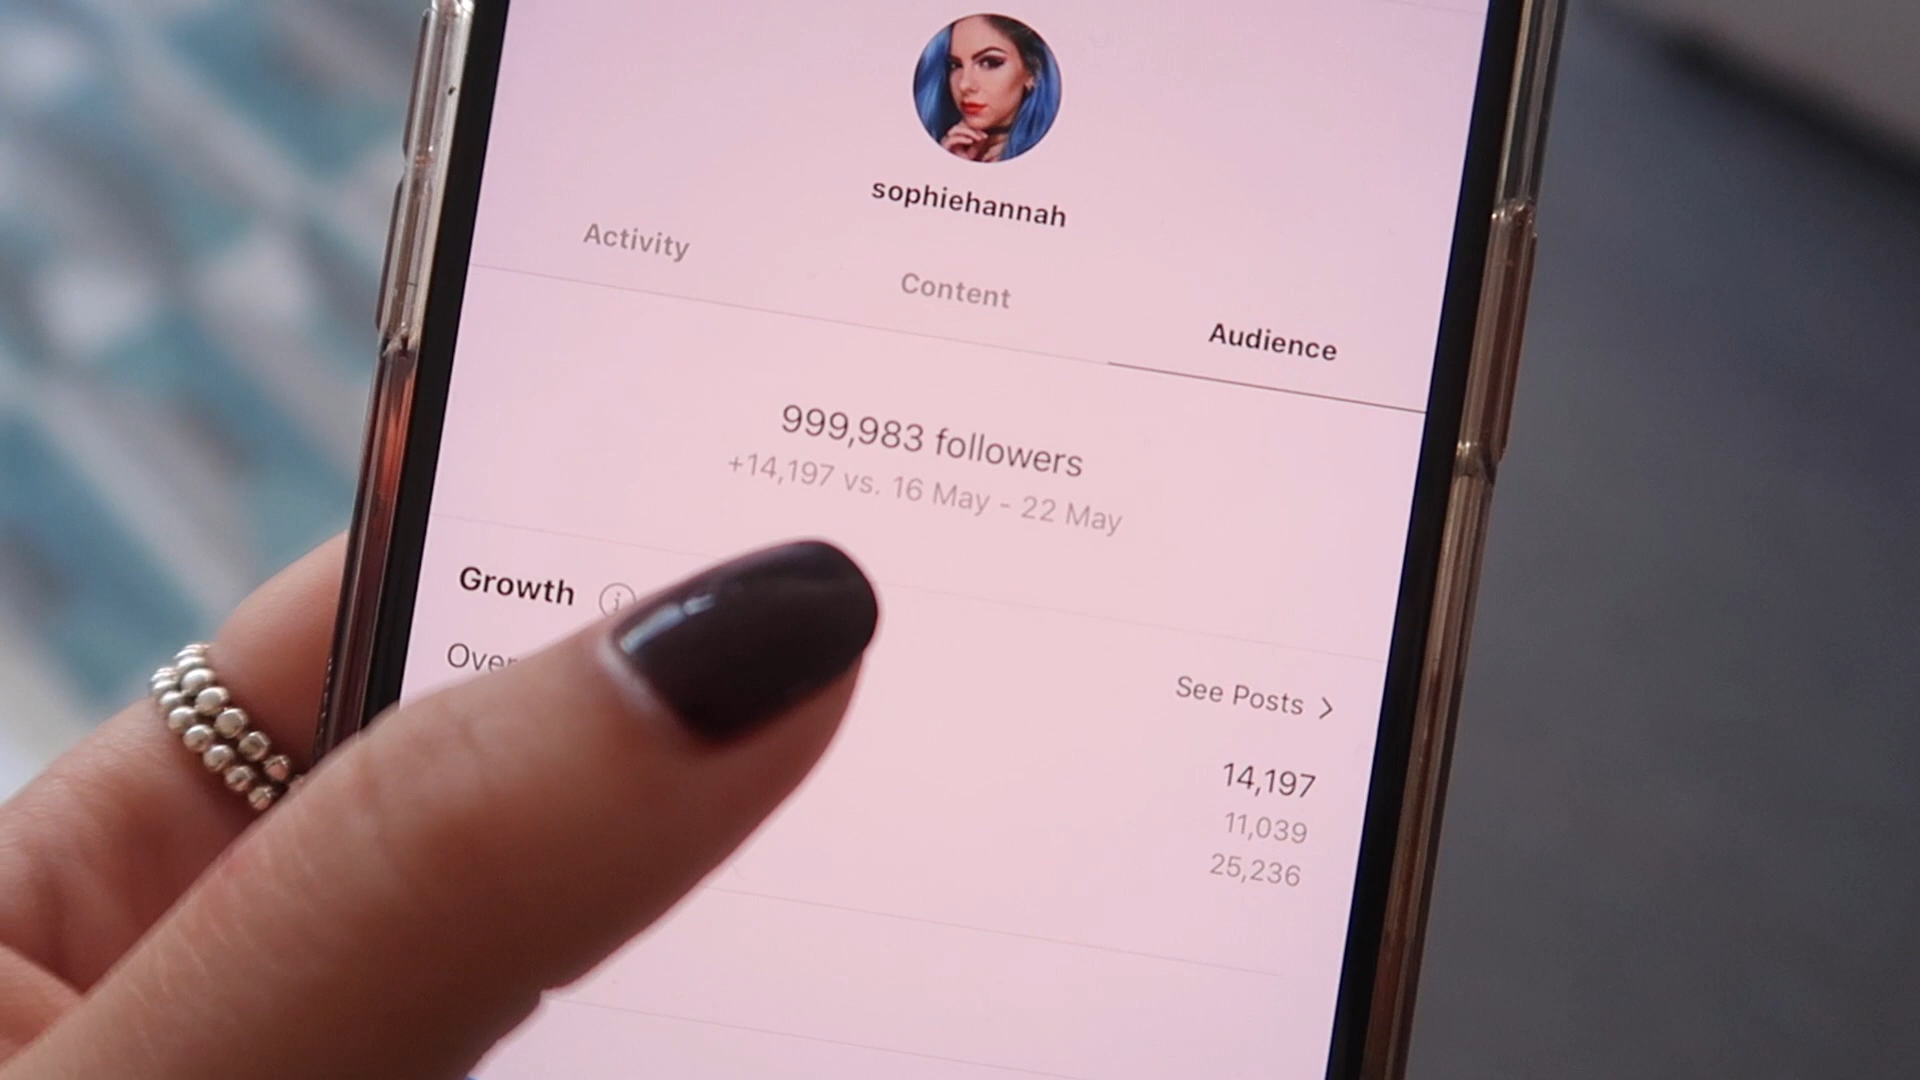 sophiehannah
Activity
Content
Audience
999,983 followers
+14,197 vs. 16 May - 22 May
Growth
See Posts
14,197
11,039
25,236